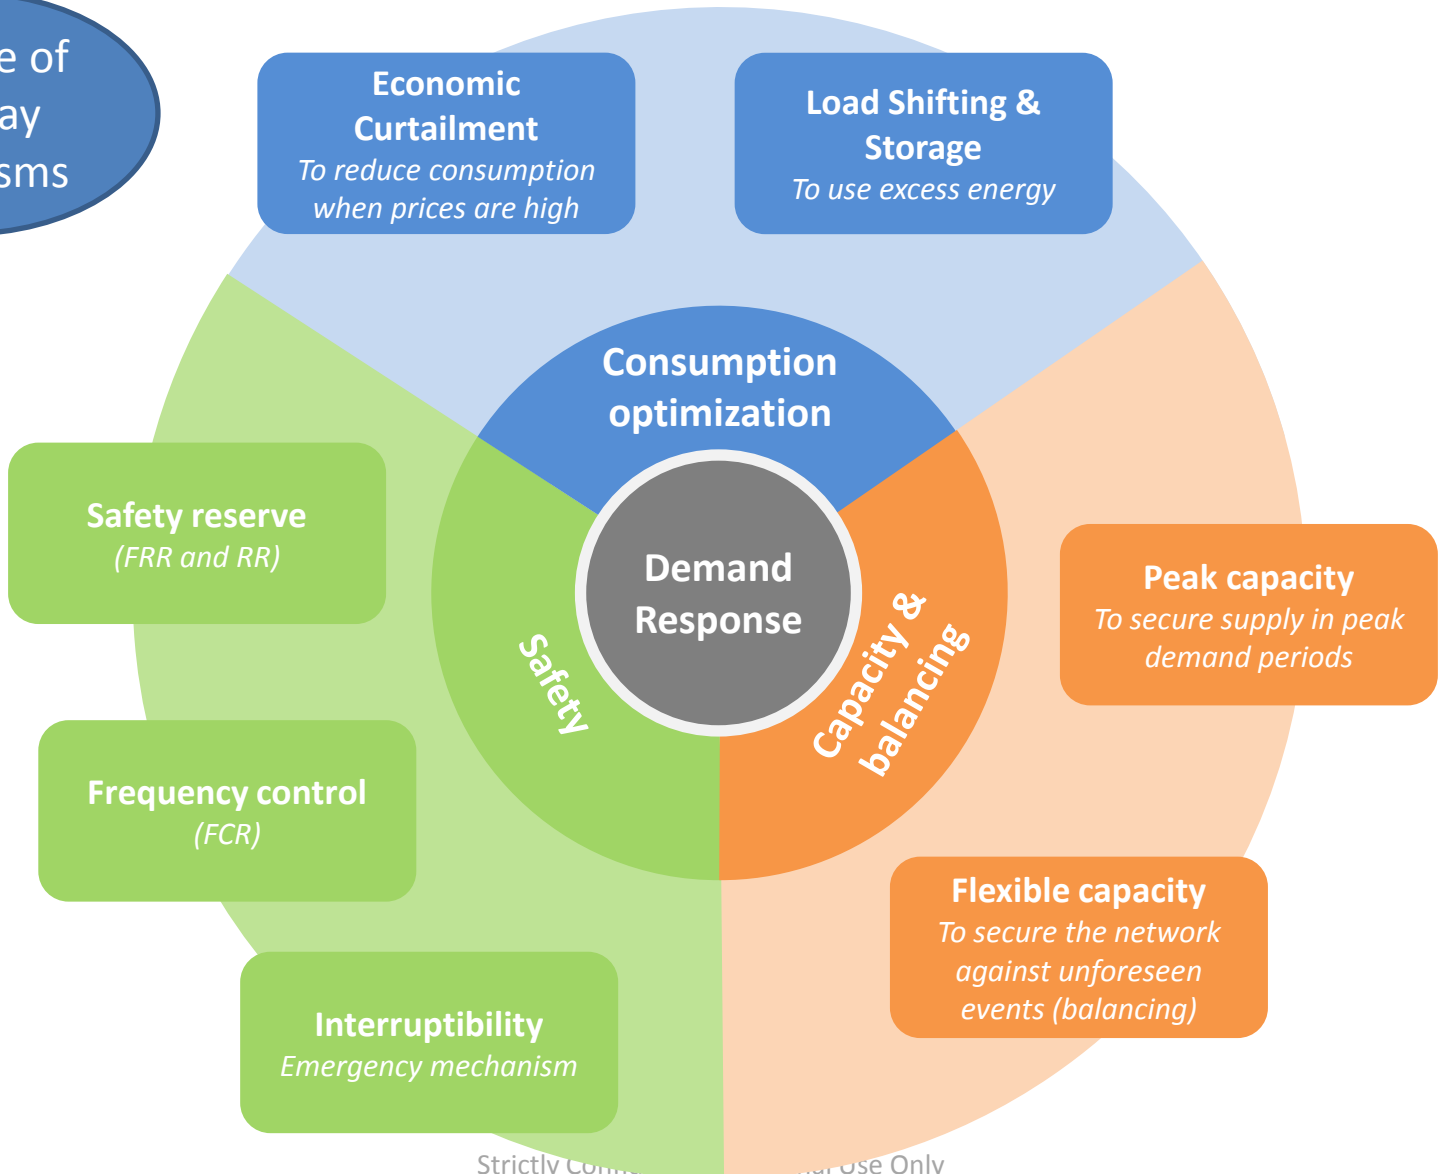 e of
ay
sms
Economic
Curtailment
To reduce consumption
when prices are high
Load Shifting &
Storage
To use excess energy
Consumption
optimization
Safety reserve
(FRR and RR)
Demand
Response
Peak capacity
To secure supply in peak
demand periods
Safety
Capacity &
balancing
Frequency control
(FCR)
Flexible capacity
To secure the network
against unforeseen
events (balancing)
Interruptibility
Emergency mechanism
Strictly
Use Only